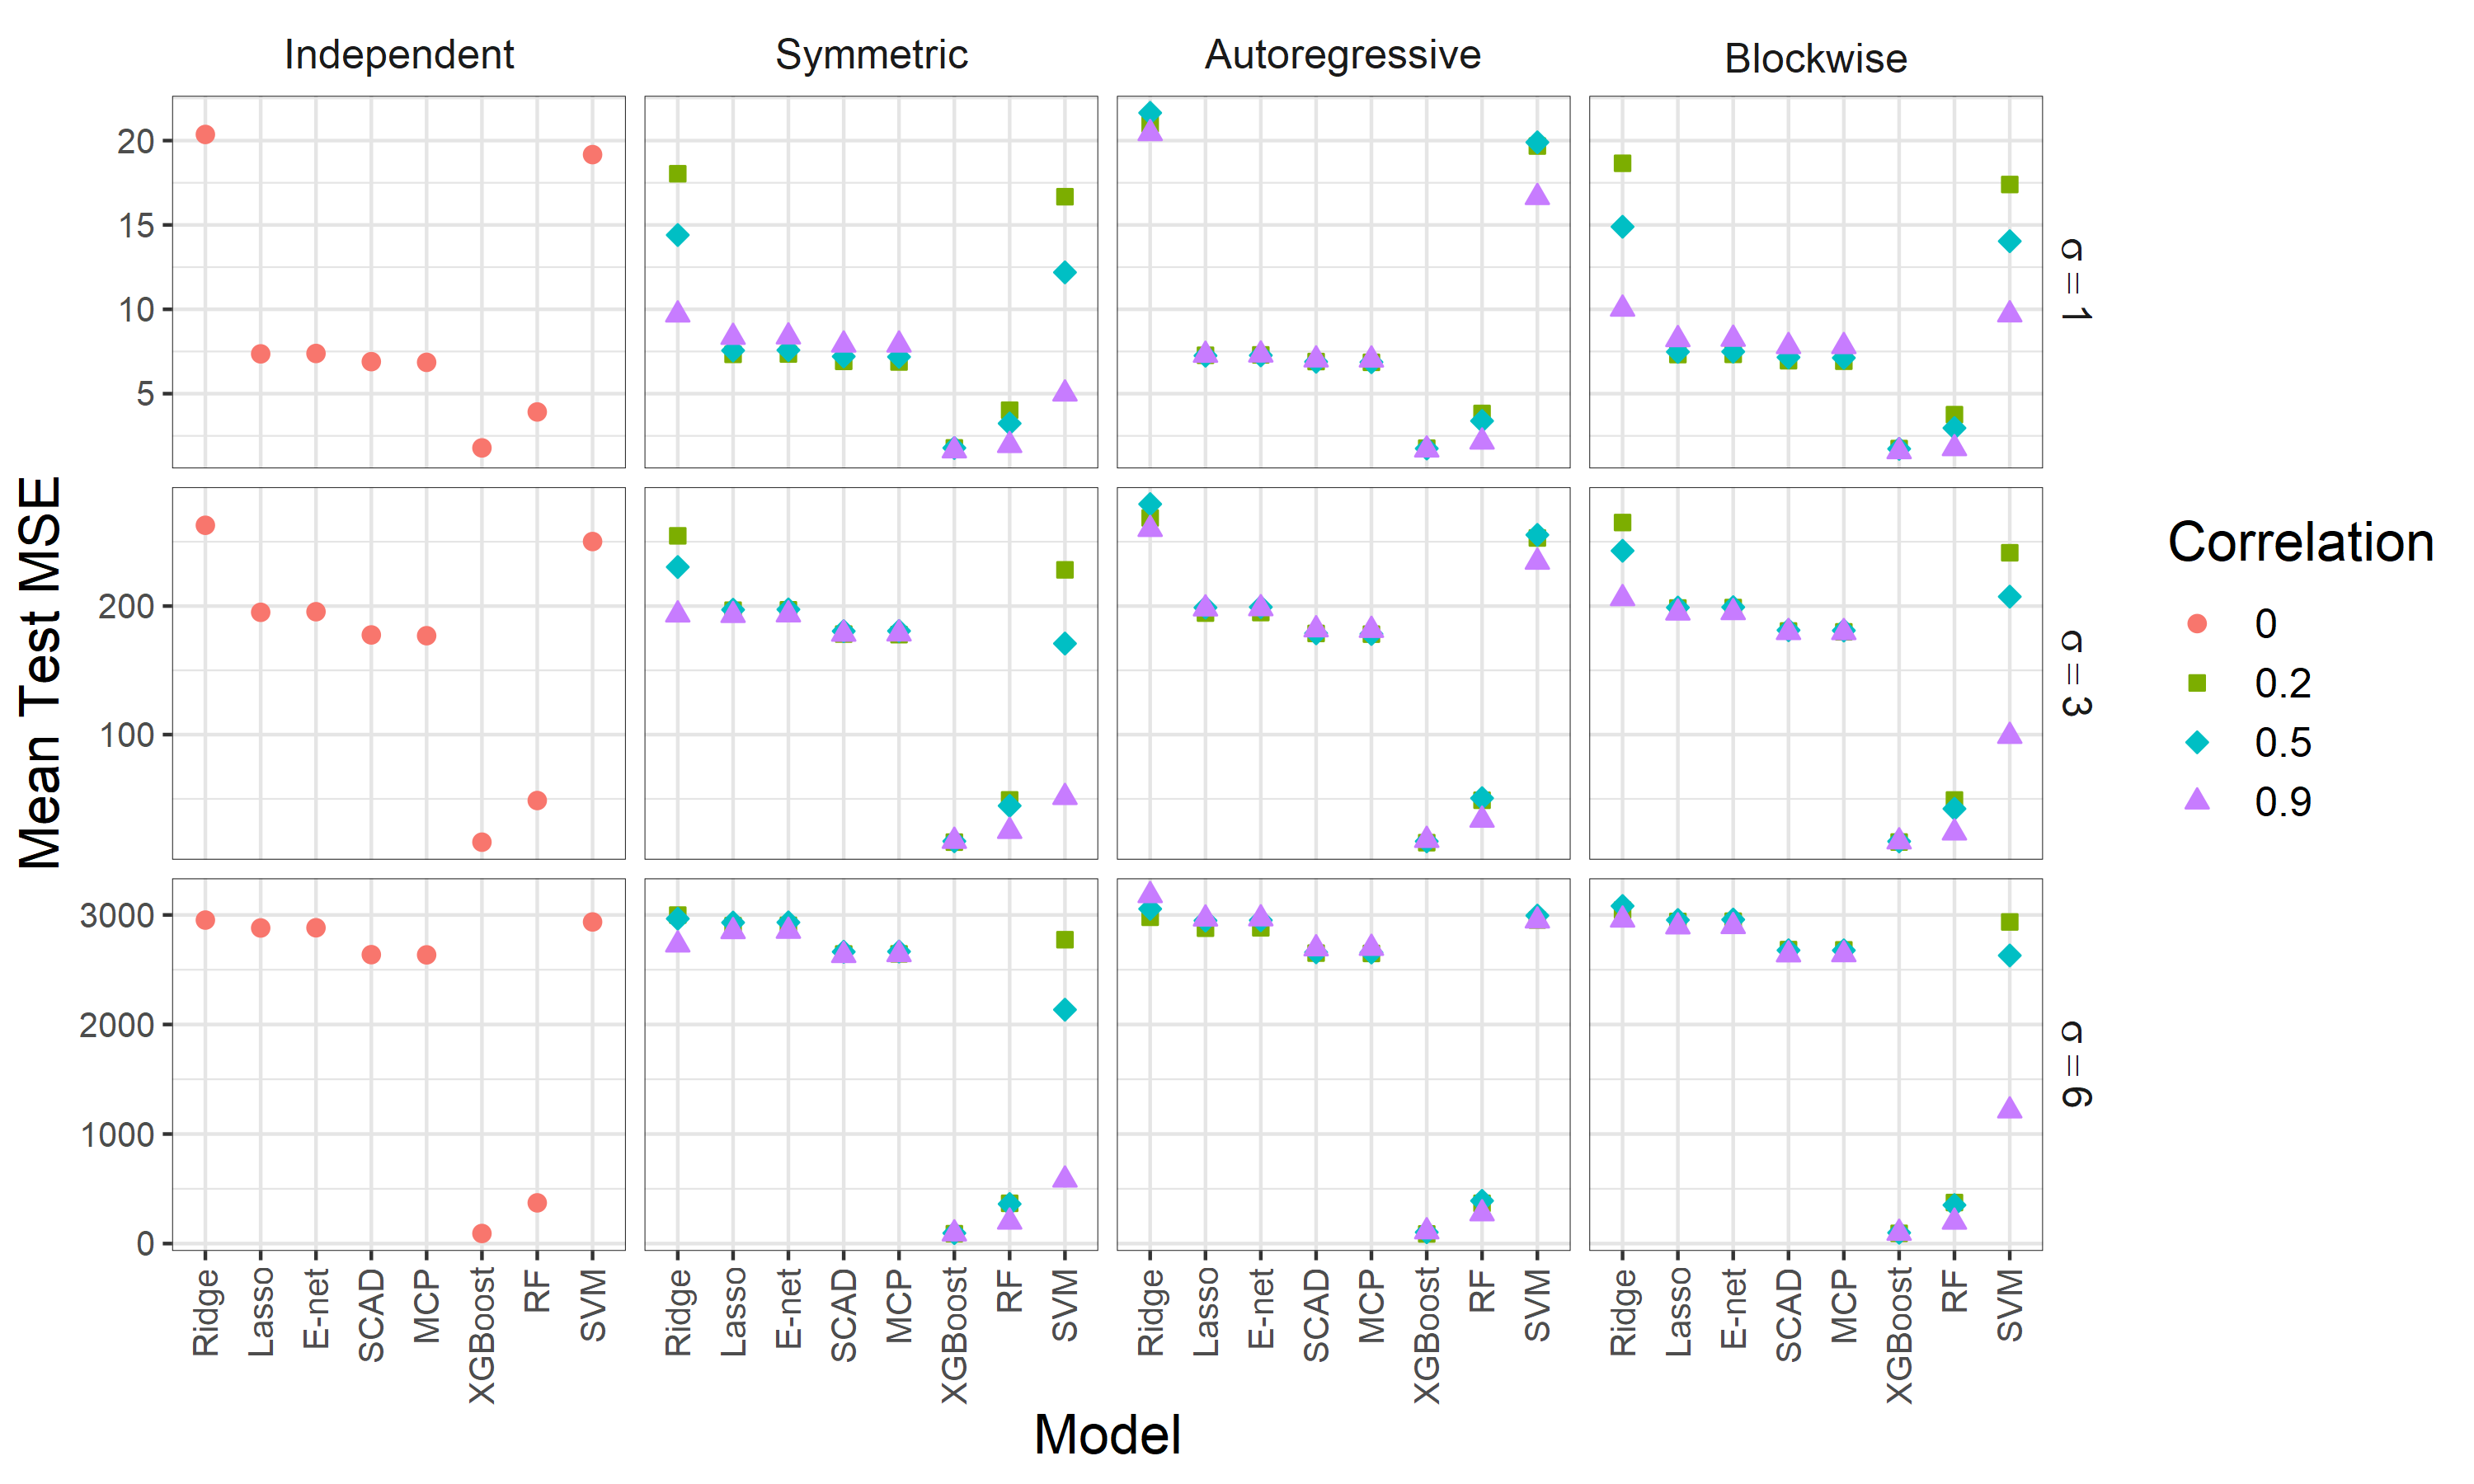 Independent
Symmetric
Autoregressive
Blockwise
20
15
10
5
σ = 1
200
100
σ = 3
3000
2000
1000
0
σ = 6
Mean Test MSE
Ridge
Lasso
E-net
SCAD
MCP
XGBoost
RF
SVM
Ridge
Lasso
E-net
SCAD
MCP
XGBoost
RF
SVM
Ridge
Lasso
E-net
SCAD
MCP
XGBoost
RF
SVM
Ridge
Lasso
E-net
SCAD
MCP
XGBoost
RF
SVM
Model
Correlation
0
0.2
0.5
0.9